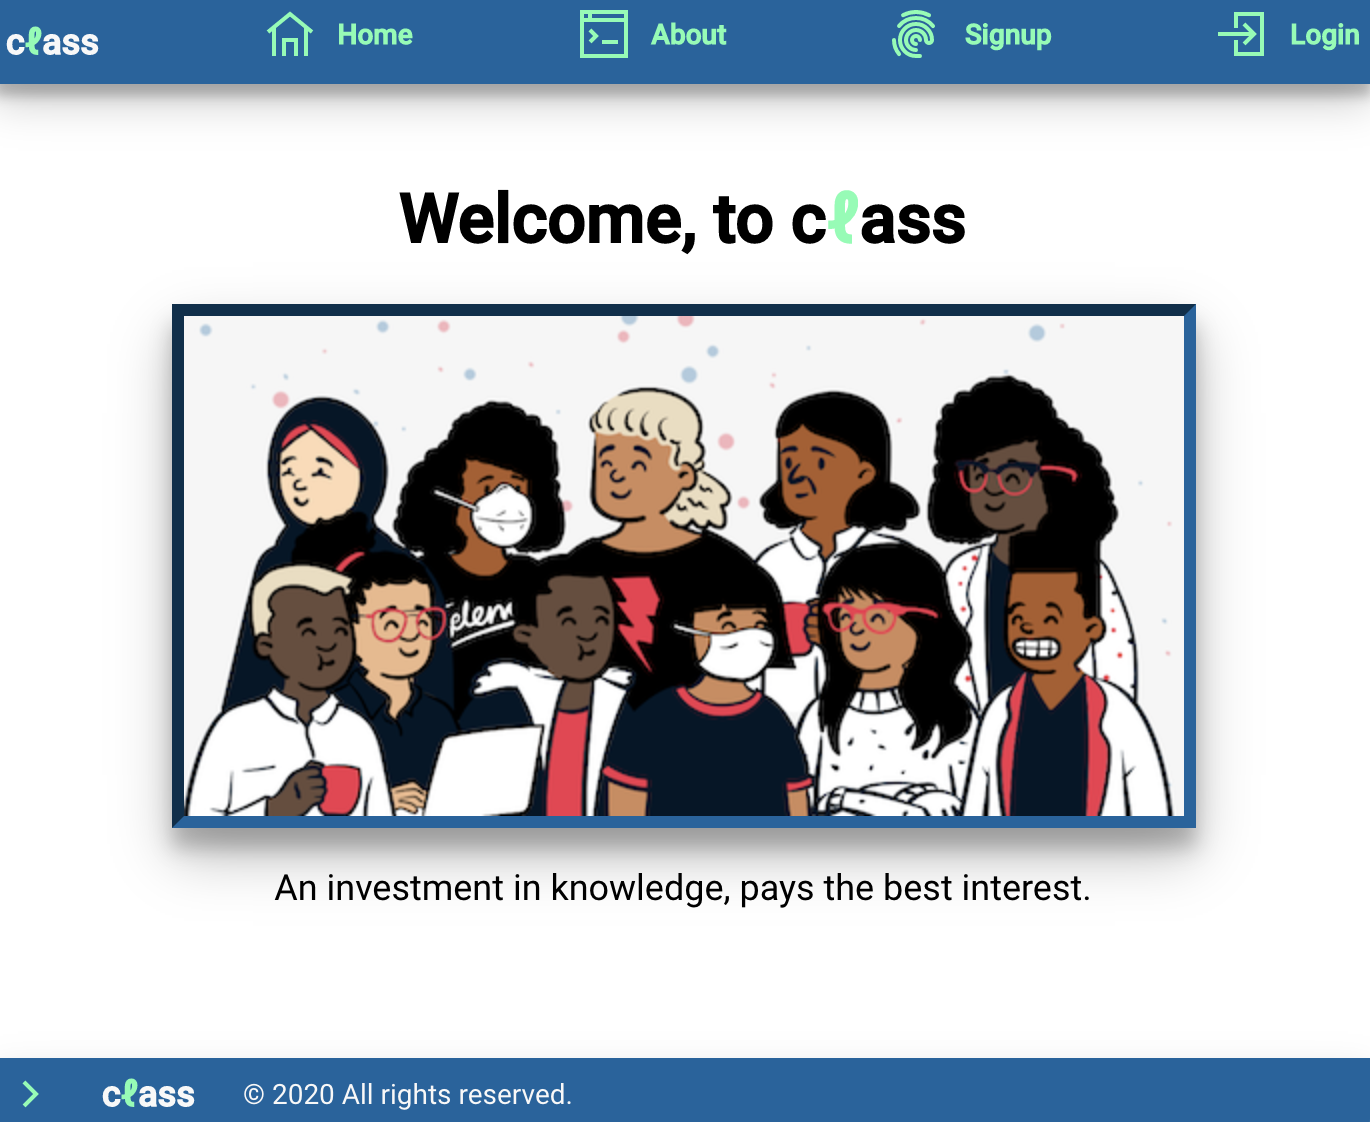 cℓass Home About Signup Login
Welcome, to cℓass
An investment in knowledge, pays the best interest.
cℓass © 2020 All rights reserved.